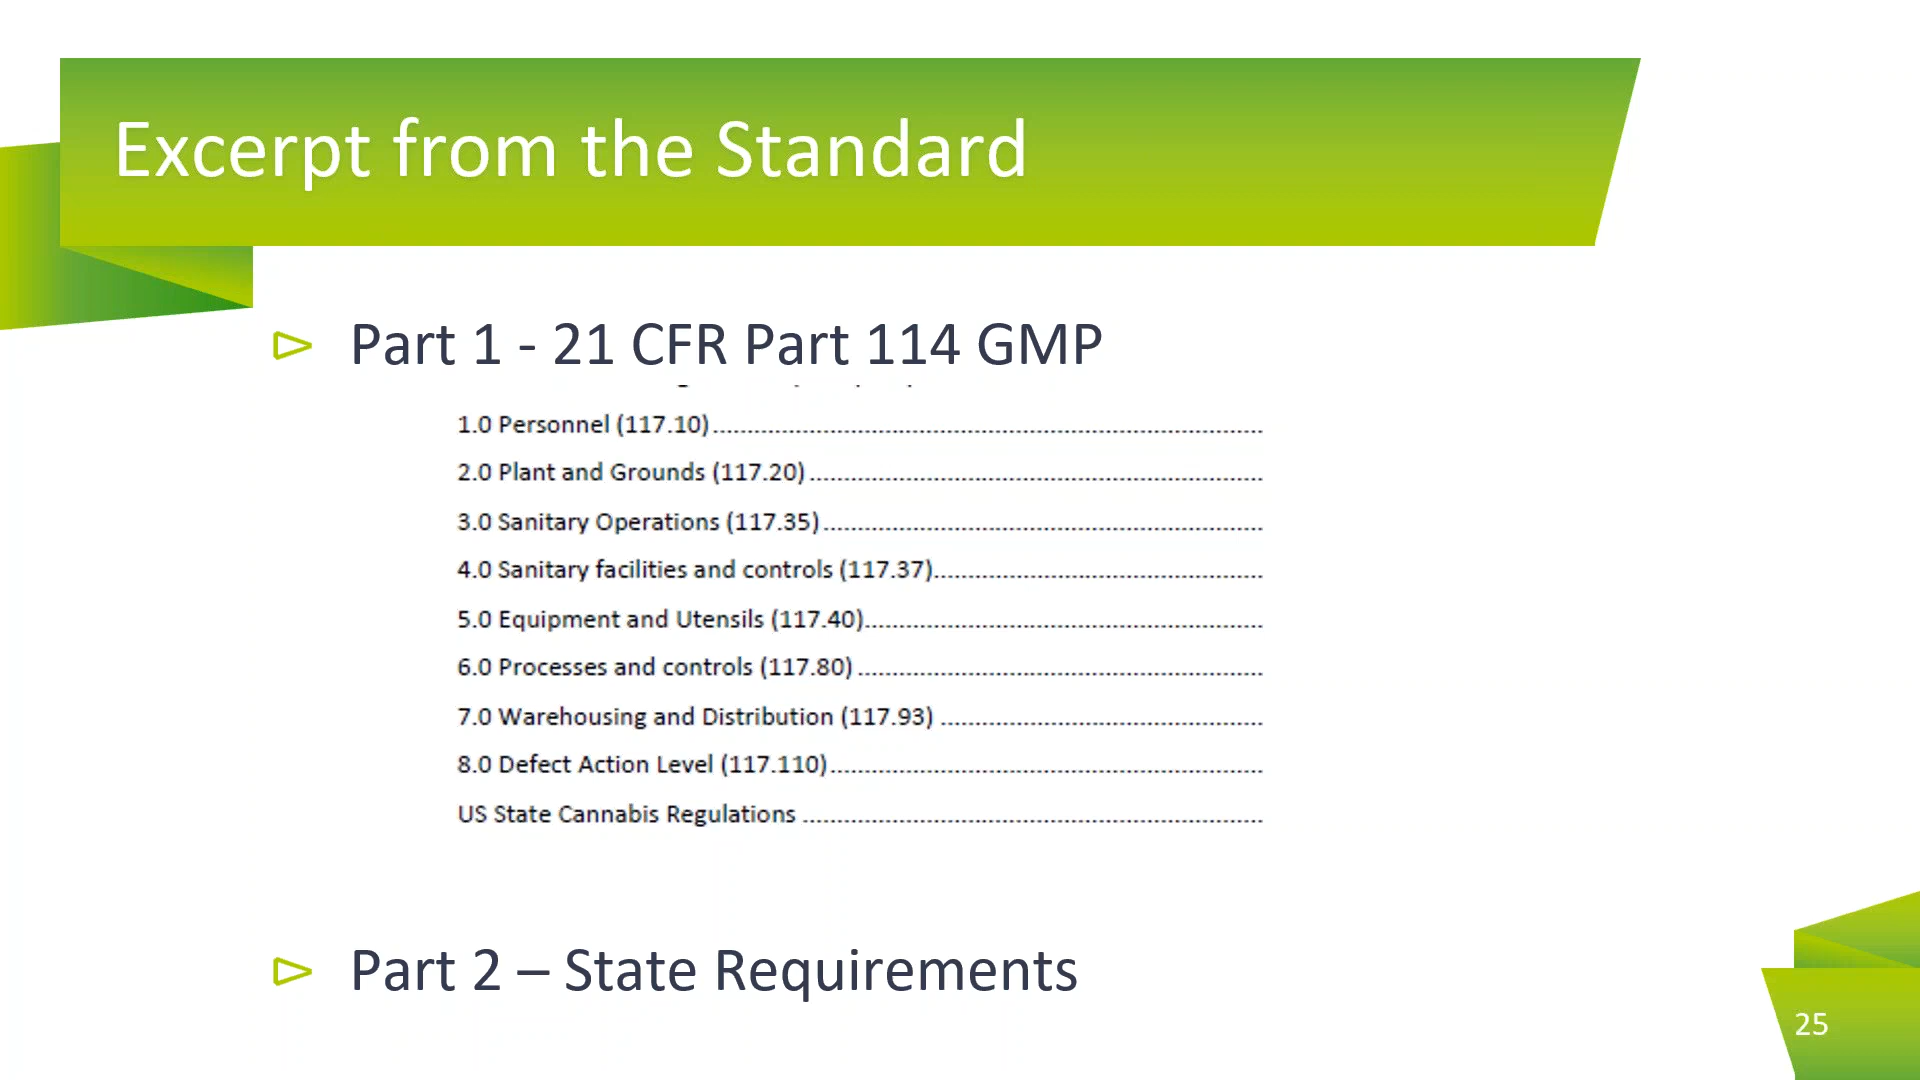 Excerpt from the Standard
Part 1 - 21 CFR Part 114 GMP
1.0 Personnel (117.10)
2.0 Plant and Grounds (117.20)
3.0 Sanitary Operations (117.35)
4.0 Sanitary facilities and controls (117.37)
5.0 Equipment and Utensils (117.40)
6.0 Processes and controls (117.80)
7.0 Warehousing and Distribution (117.93)
8.0 Defect Action Level (117.110)
US State Cannabis Regulations
Part 2 – State Requirements
25